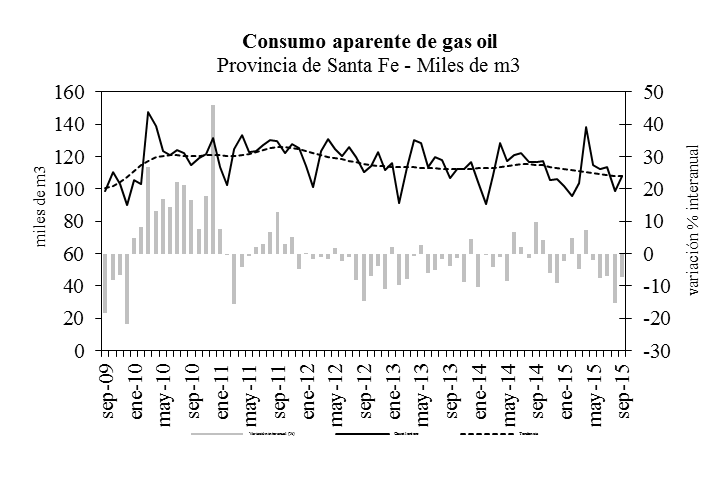 Consumo aparente de gas oil
Provincia de Santa Fe - Miles de m3
160
140
120
100
80
60
40
20
0
miles de m3
50
40
30
20
10
0
-10
-20
-30
variación % interanual
sep-09
ene-10
may-10
sep-10
ene-11
may-11
sep-11
ene-12
may-12
sep-12
ene-13
may-13
sep-13
ene-14
may-14
sep-14
ene-15
may-15
sep-15
Variación interanual (%)
Tendencia